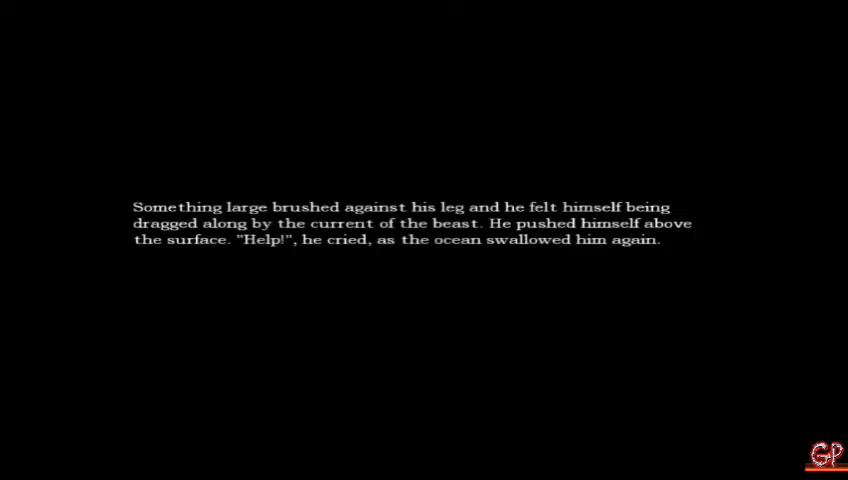 Something large brushed against his leg and he felt himself being
dragged along by the current of the beast. He pushed himself above
the surface. "Help!", he cried, as the ocean swallowed him again.
GP